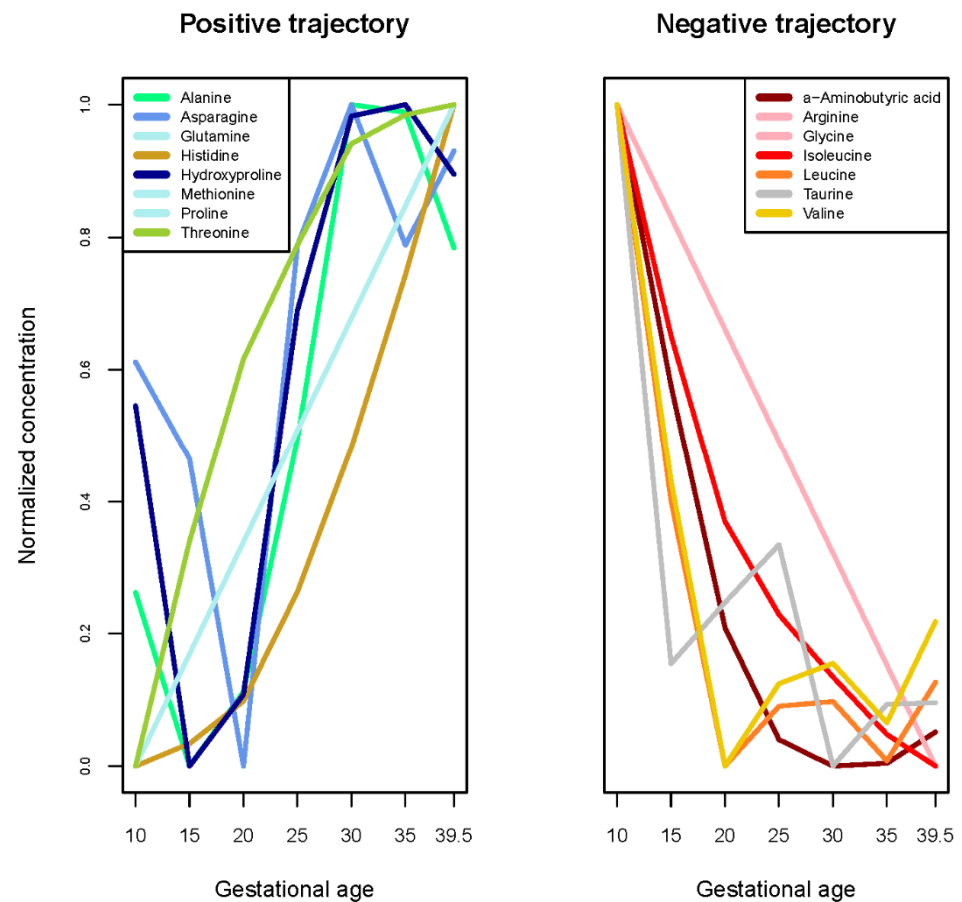 Positive trajectory
Negative trajectory
Alanine
Asparagine
Glutamine
Histidine
Hydroxyproline
Methionine
Proline
Threonine
a−Aminobutyric acid
Arginine
Glycine
Isoleucine
Leucine
Taurine
Valine
Normalized concentration
1.0
0.8
0.6
0.4
0.2
0.0
10 15 20 25 30 35 39.5
10 15 20 25 30 35 39.5
Gestational age
Gestational age